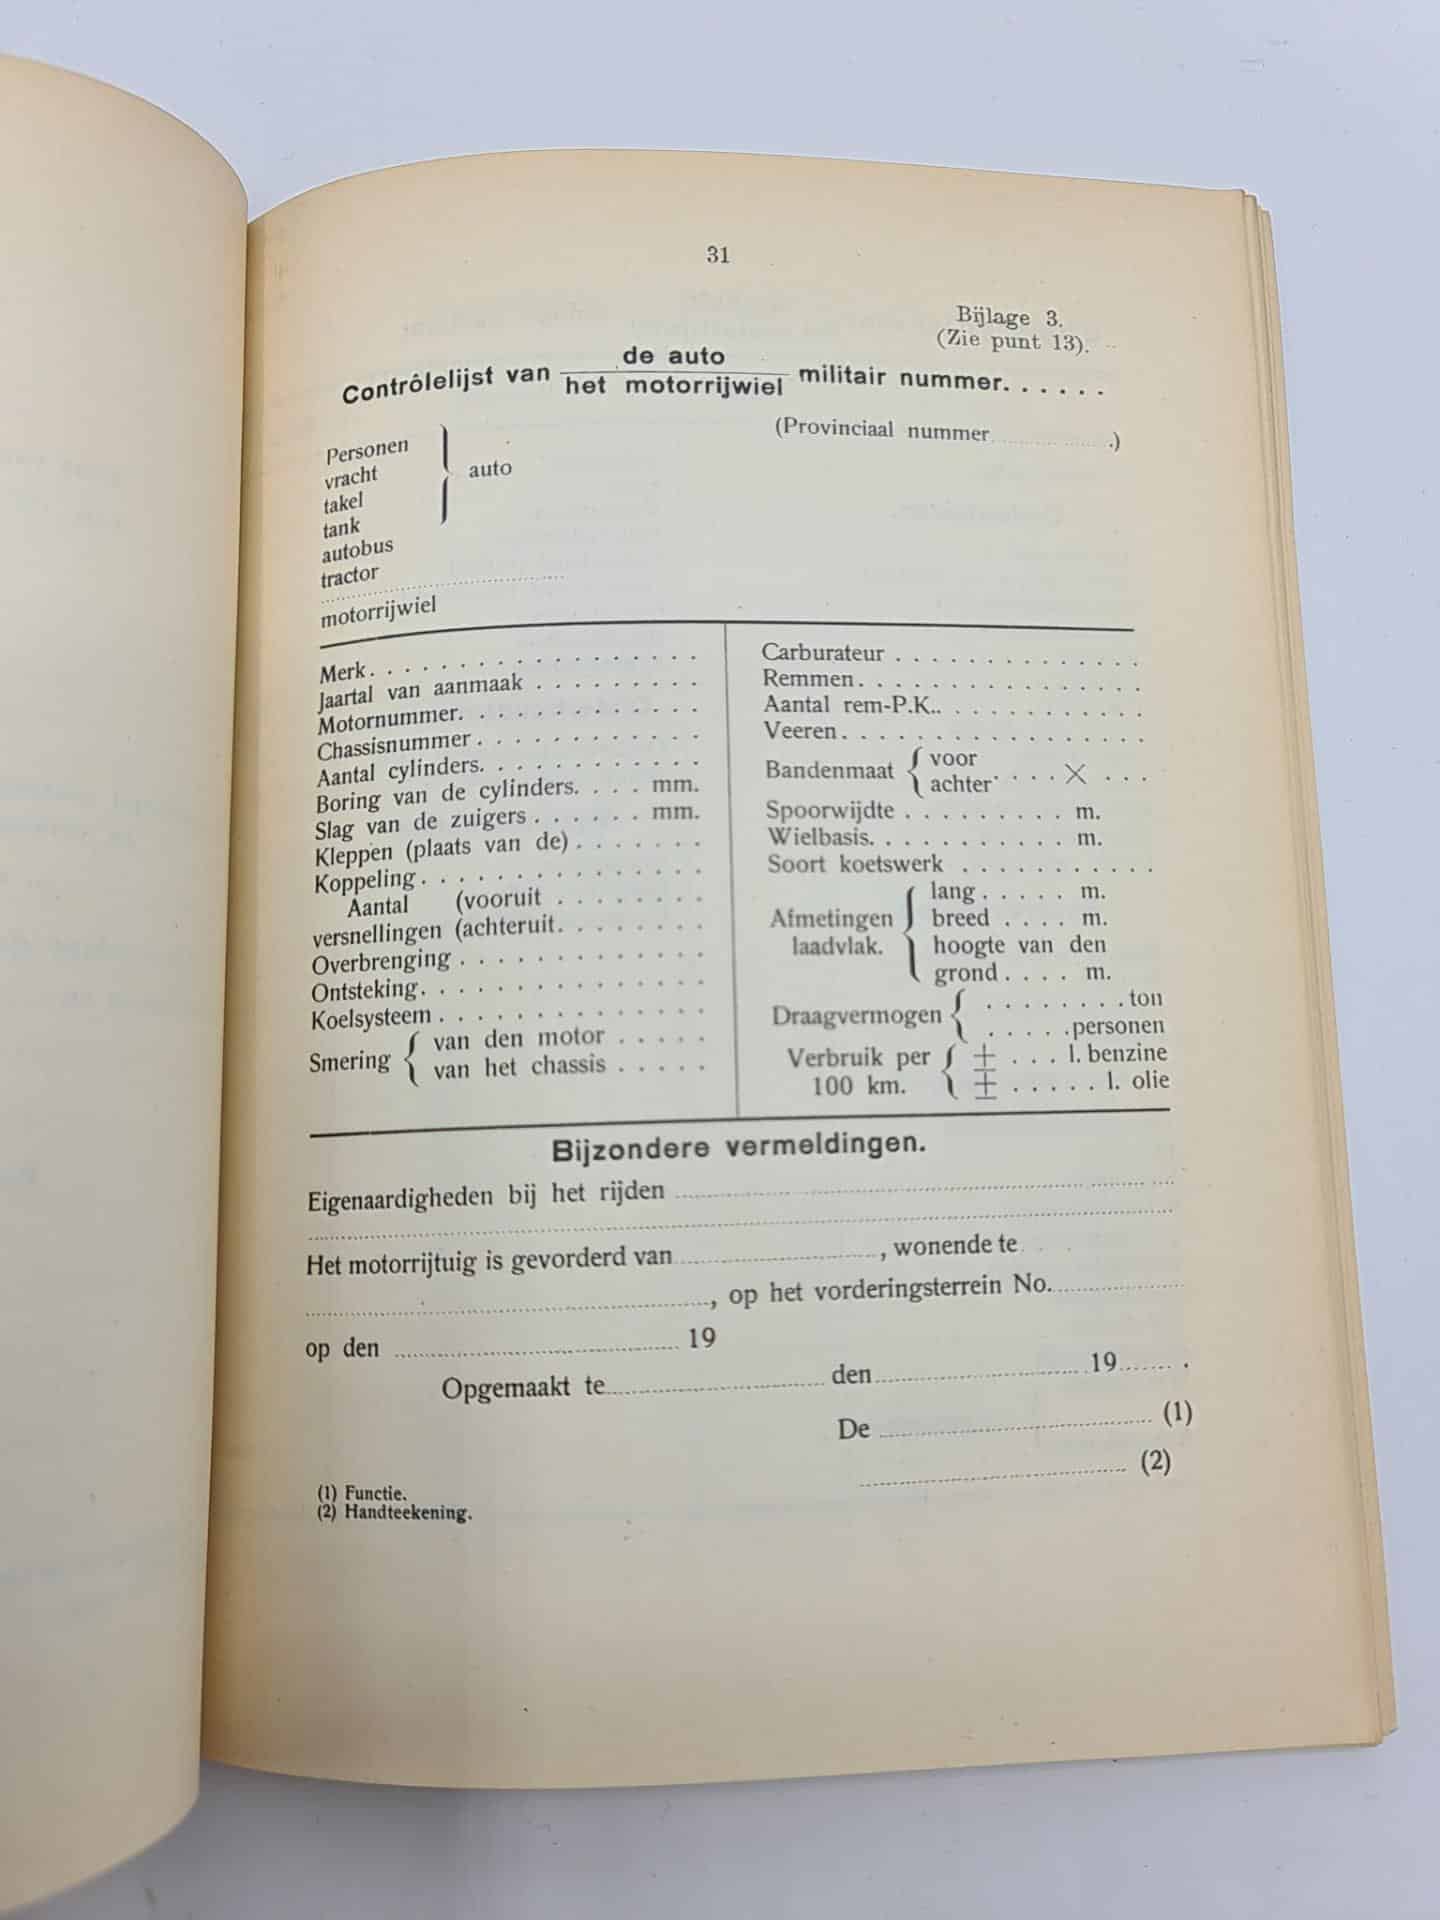 31
Bijlage 3.
(Zie punt 13).
Contrôlelijst van de auto / het motorrijwiel militair nummer. . . . . .
(Provinciaal nummer ............ .)
Personen
vracht
takel
tank
auto
autobus
tractor
....................
motorrijwiel
Merk. . . . . . . . . . . . . . . .
Jaartal van aanmaak . . . . . . . . .
Motornummer. . . . . . . . . . . .
Chassisnummer . . . . . . . . . . .
Aantal cylinders. . . . . . . . . . .
Boring van de cylinders. . . . mm.
Slag van de zuigers . . . . . . mm.
Kleppen (plaats van de) . . . . . . .
Koppeling . . . . . . . . . . . . . .
Aantal (vooruit . . . . . . . .
versnellingen (achteruit. . . . . . . .
Overbrenging . . . . . . . . . . . .
Ontsteking. . . . . . . . . . . . . .
Koelsysteem . . . . . . . . . . . . .
Smering { van den motor . . . . .
van het chassis . . . . .
Carburateur . . . . . . . . . . . . .
Remmen. . . . . . . . . . . . . . .
Aantal rem-P.K.. . . . . . . . . . . .
Veeren. . . . . . . . . . . . . . . .
Bandenmaat { voor
achter . . . . × . . .
Spoorwijdte . . . . . . . . . m.
Wielbasis. . . . . . . . . . . m.
Soort koetswerk . . . . . . . . . . .
Afmetingen laadvlak. { lang . . . . . m.
breed . . . . m.
hoogte van den
grond . . . . m.
Draagvermogen { . . . . . . . . ton
. . . . . personen
Verbruik per { ± . . . l. benzine
100 km. ± . . . . . l. olie
Bijzondere vermeldingen.
Eigenaardigheden bij het rijden ....................
....................
Het motorrijtuig is gevorderd van...................., wonende te
...................., op het vorderingsterrein No....................
op den .................... 19
Opgemaakt te.................... den.................... 19....... .
De .................... (1)
.................... (2)
(1) Functie.
(2) Handteekening.